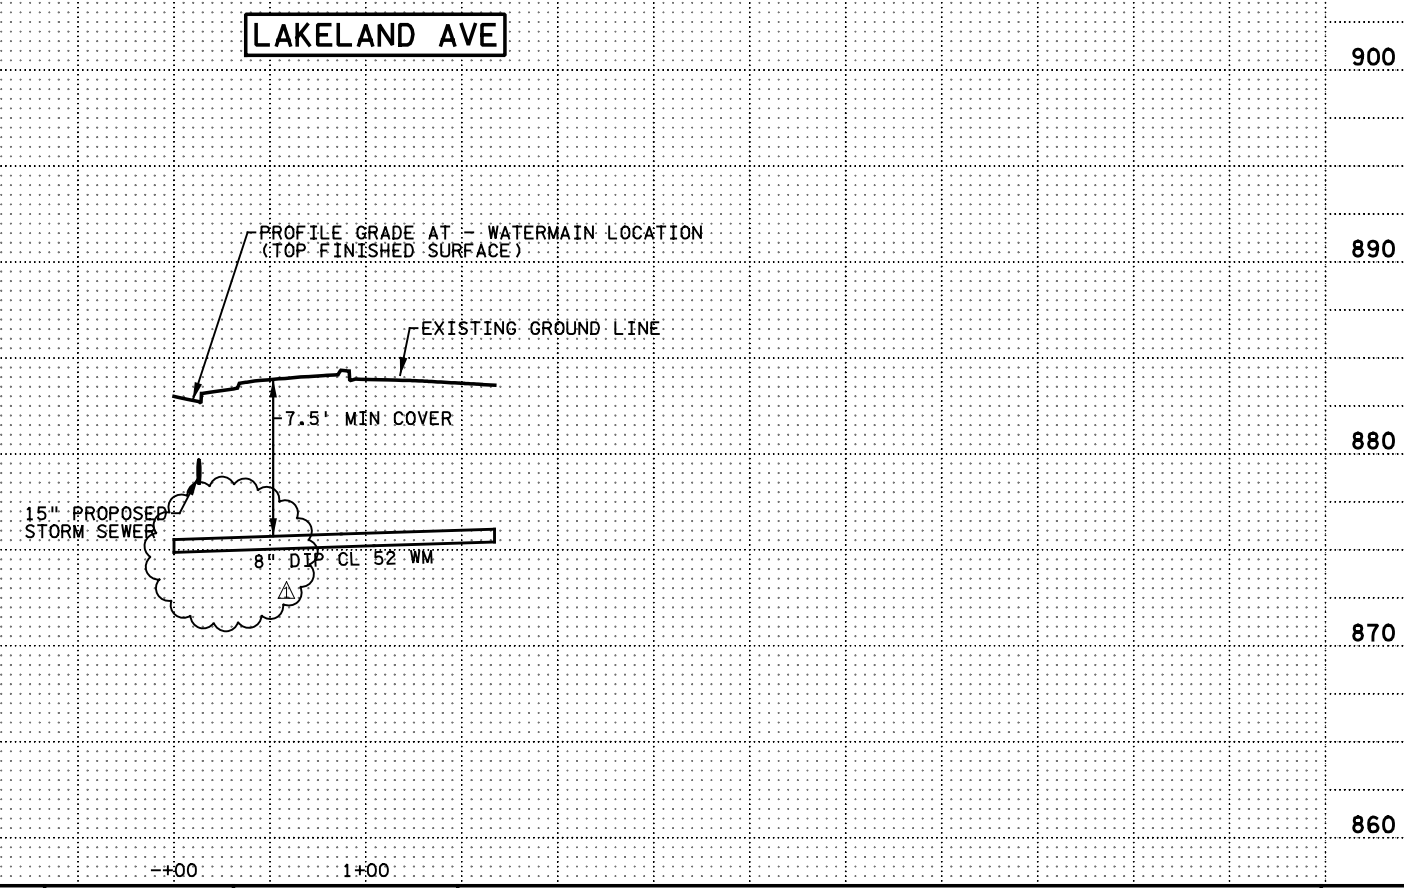 LAKELAND AVE
900
PROFILE GRADE AT - WATERMAIN LOCATION
(TOP FINISHED SURFACE)
890
EXISTING GROUND LINE
7.5' MIN COVER
880
15" PROPOSED
STORM SEWER
8" DIP CL 52 WM
1
870
860
-+00
1+00